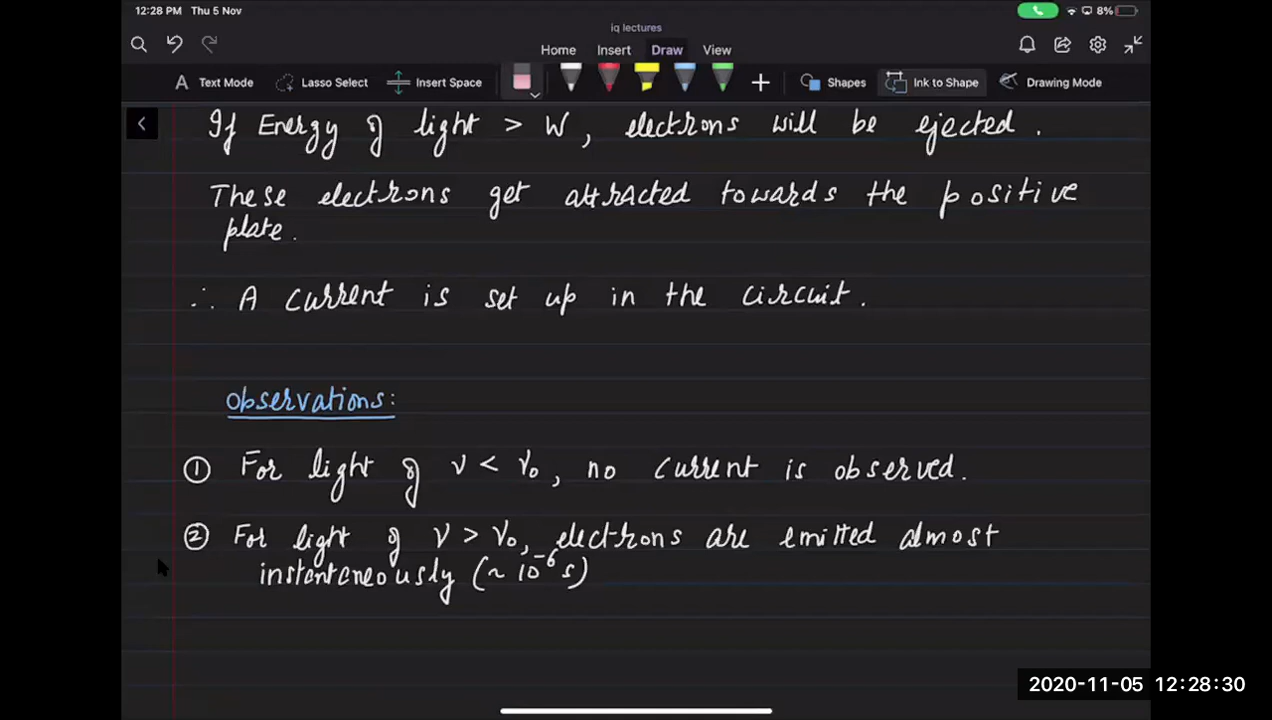 12:28 PM Thu 5 Nov
8%
iq lectures
Home Insert Draw View
Text Mode Lasso Select Insert Space Shapes Ink to Shape Drawing Mode
If Energy of light > W, electrons will be ejected.
These electrons get attracted towards the positive
plate.
∴ A current is set up in the circuit.
Observations:
① For light of ν < ν₀, no current is observed.
② For light of ν > ν₀, electrons are emitted almost
instantaneously (~ 10⁻⁶ s)
2020-11-05 12:28:30